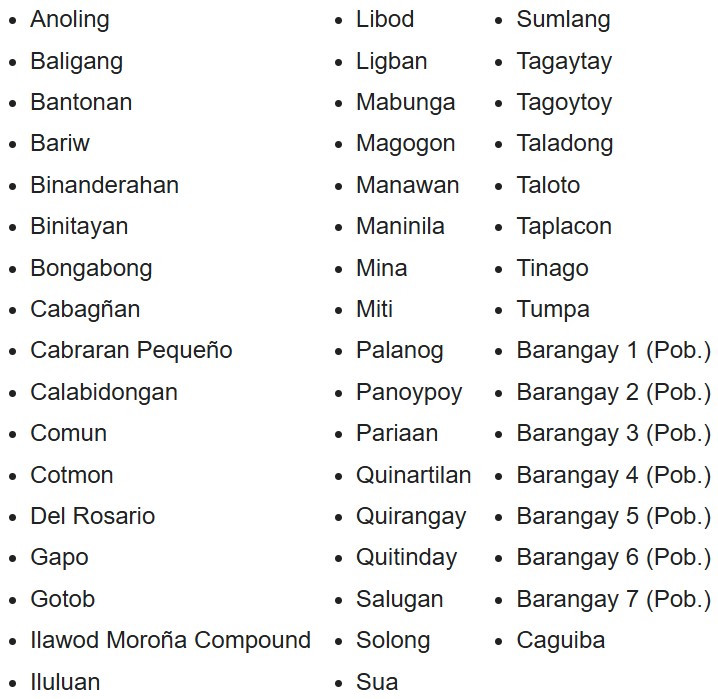 Anoling
Baligang
Bantonan
Bariw
Binanderahan
Binitayan
Bongabong
Cabagñan
Cabraran Pequeño
Calabidongan
Comun
Cotmon
Del Rosario
Gapo
Gotob
Ilawod Moroña Compound
Iluluan
Libod
Ligban
Mabunga
Magogon
Manawan
Maninila
Mina
Miti
Palanog
Panoypoy
Pariaan
Quinartilan
Quirangay
Quitinday
Salugan
Solong
Sua
Sumlang
Tagaytay
Tagoytoy
Taladong
Taloto
Taplacon
Tinago
Tumpa
Barangay 1 (Pob.)
Barangay 2 (Pob.)
Barangay 3 (Pob.)
Barangay 4 (Pob.)
Barangay 5 (Pob.)
Barangay 6 (Pob.)
Barangay 7 (Pob.)
Caguiba